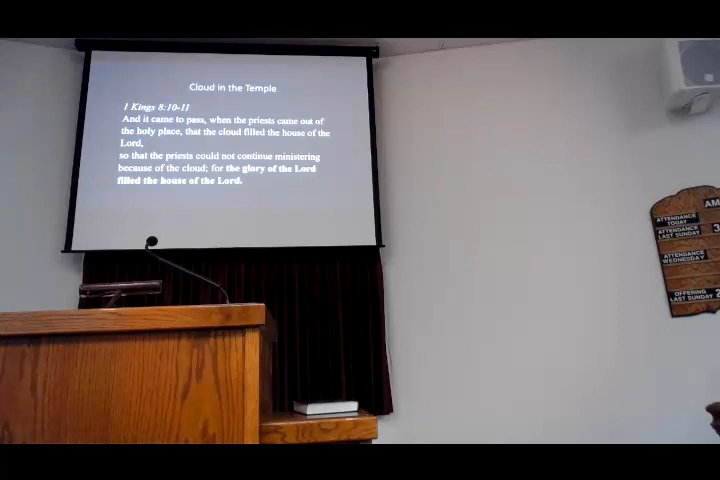 Cloud in the Temple
1 Kings 8:10-11
And it came to pass, when the priests came out of
the holy place, that the cloud filled the house of the
Lord,
so that the priests could not continue ministering
because of the cloud; for the glory of the Lord
filled the house of the Lord.
AM
ATTENDANCE
TODAY
ATTENDANCE
LAST SUNDAY 3
ATTENDANCE
WEDNESDAY
OFFERING
LAST SUNDAY 2